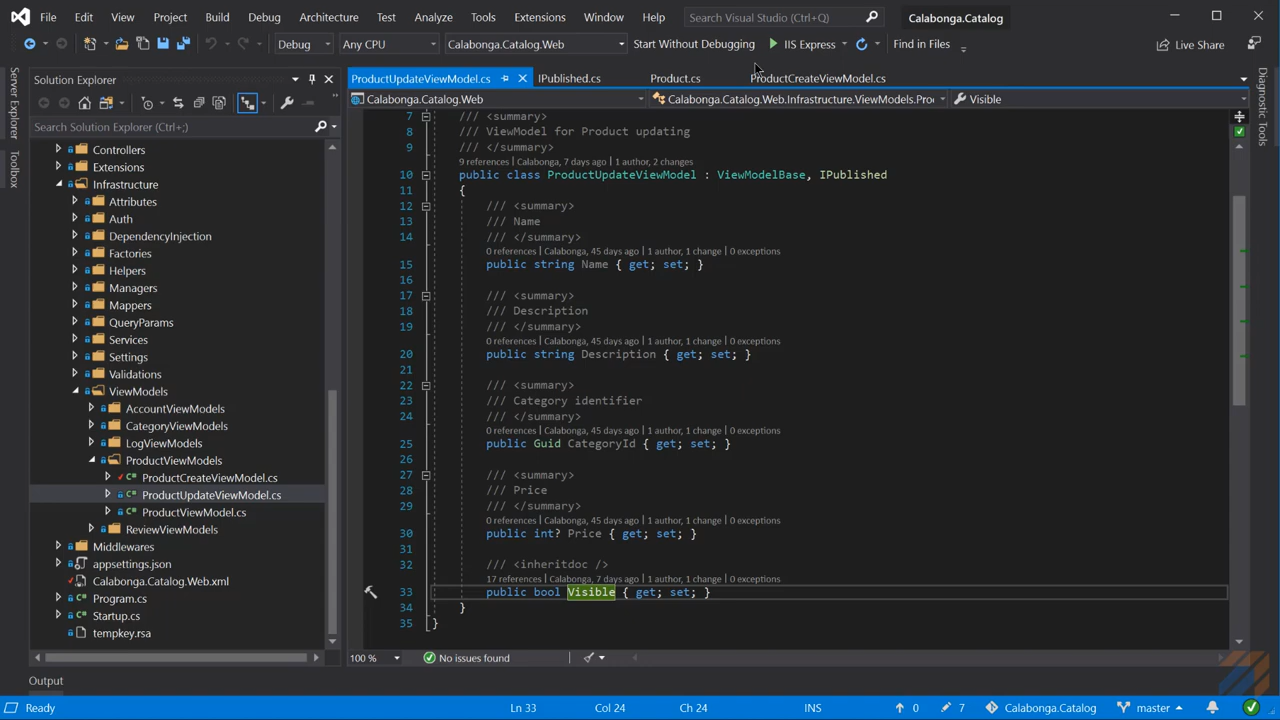 File Edit View Project Build Debug Architecture Test Analyze Tools Extensions Window Help Search Visual Studio (Ctrl+Q) Calabonga.Catalog
Debug Any CPU Calabonga.Catalog.Web Start Without Debugging IIS Express Find in Files Live Share
Server Explorer
Toolbox
Solution Explorer
Search Solution Explorer (Ctrl+;)
Controllers
Extensions
Infrastructure
Attributes
Auth
DependencyInjection
Factories
Helpers
Managers
Mappers
QueryParams
Services
Settings
Validations
ViewModels
AccountViewModels
CategoryViewModels
LogViewModels
ProductViewModels
ProductCreateViewModel.cs
ProductUpdateViewModel.cs
ProductViewModel.cs
ReviewViewModels
Middlewares
appsettings.json
Calabonga.Catalog.Web.xml
Program.cs
Startup.cs
tempkey.rsa
ProductUpdateViewModel.cs IPublished.cs Product.cs ProductCreateViewModel.cs
Calabonga.Catalog.Web Calabonga.Catalog.Web.Infrastructure.ViewModels.Pro Visible
7 /// <summary>
8 /// ViewModel for Product updating
9 /// </summary>
9 references | Calabonga, 7 days ago | 1 author, 2 changes
10 public class ProductUpdateViewModel : ViewModelBase, IPublished
11 {
12 /// <summary>
13 /// Name
14 /// </summary>
0 references | Calabonga, 45 days ago | 1 author, 1 change | 0 exceptions
15 public string Name { get; set; }
16
17 /// <summary>
18 /// Description
19 /// </summary>
0 references | Calabonga, 45 days ago | 1 author, 1 change | 0 exceptions
20 public string Description { get; set; }
21
22 /// <summary>
23 /// Category identifier
24 /// </summary>
0 references | Calabonga, 45 days ago | 1 author, 1 change | 0 exceptions
25 public Guid CategoryId { get; set; }
26
27 /// <summary>
28 /// Price
29 /// </summary>
0 references | Calabonga, 45 days ago | 1 author, 1 change | 0 exceptions
30 public int? Price { get; set; }
31
32 /// <inheritdoc />
17 references | Calabonga, 7 days ago | 1 author, 1 change | 0 exceptions
33 public bool Visible { get; set; }
34 }
35 }
100 % No issues found
Diagnostic Tools
Output
Ready Ln 33 Col 24 Ch 24 INS 0 7 Calabonga.Catalog master